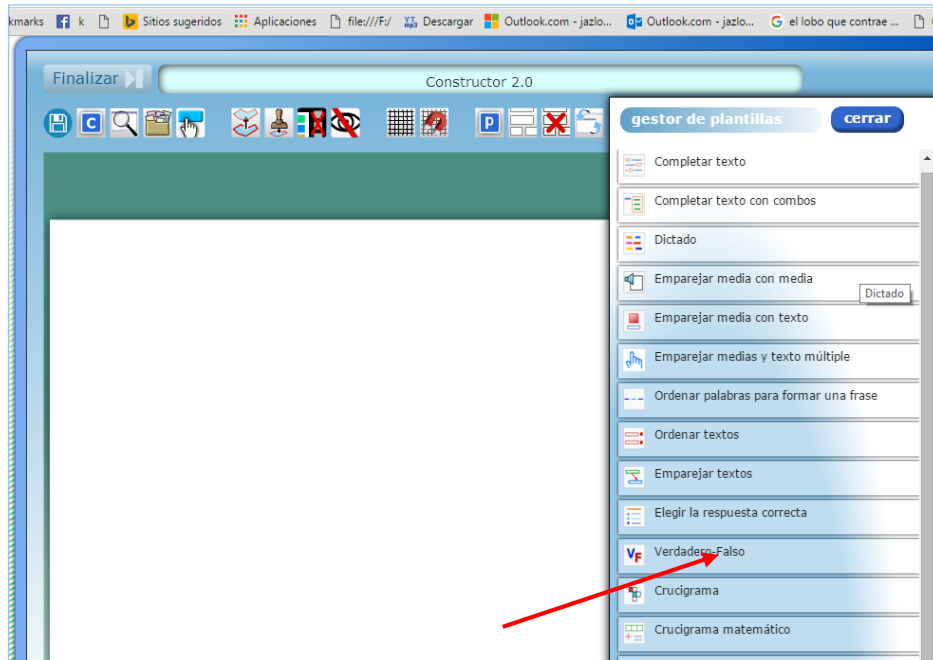 kmarks k Sitios sugeridos Aplicaciones file:///F:/ Descargar Outlook.com - jazlo... Outlook.com - jazlo... el lobo que contrae ...
Finalizar
Constructor 2.0
gestor de plantillas cerrar
Completar texto
Completar texto con combos
Dictado
Emparejar media con media
Dictado
Emparejar media con texto
Emparejar medias y texto múltiple
Ordenar palabras para formar una frase
Ordenar textos
Emparejar textos
Elegir la respuesta correcta
VF Verdadero-Falso
Crucigrama
Crucigrama matemático